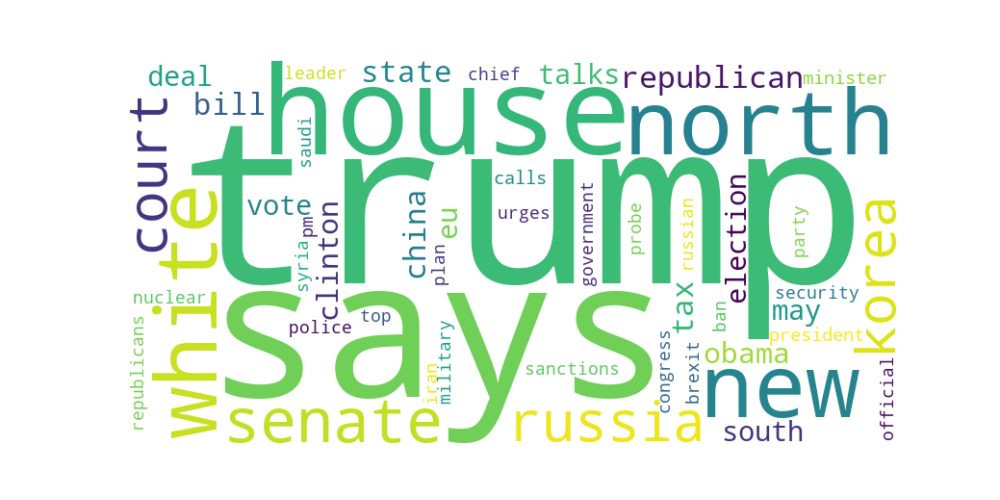 leader
state
chief
talks
deal
republican
minister
bill
house
north
court
saudi
trump
white
calls
vote
urges
clinton
pm
syria
china
eu
plan
government
probe
russian
election
party
korea
nuclear
says
police
top
tax
ban
security
may
president
republicans
iran
military
sanctions
congress
brexit
obama
new
official
senate
russia
south